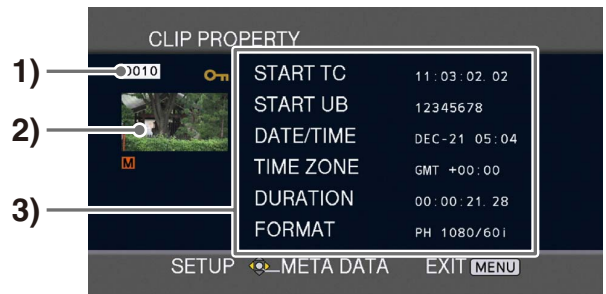 CLIP PROPERTY
1)
0010
START TC 11:03:02.02
START UB 12345678
2)
DATE/TIME DEC-21 05:04
M
TIME ZONE GMT +00:00
3)
DURATION 00:00:21.28
FORMAT PH 1080/60i
SETUP META DATA EXIT MENU